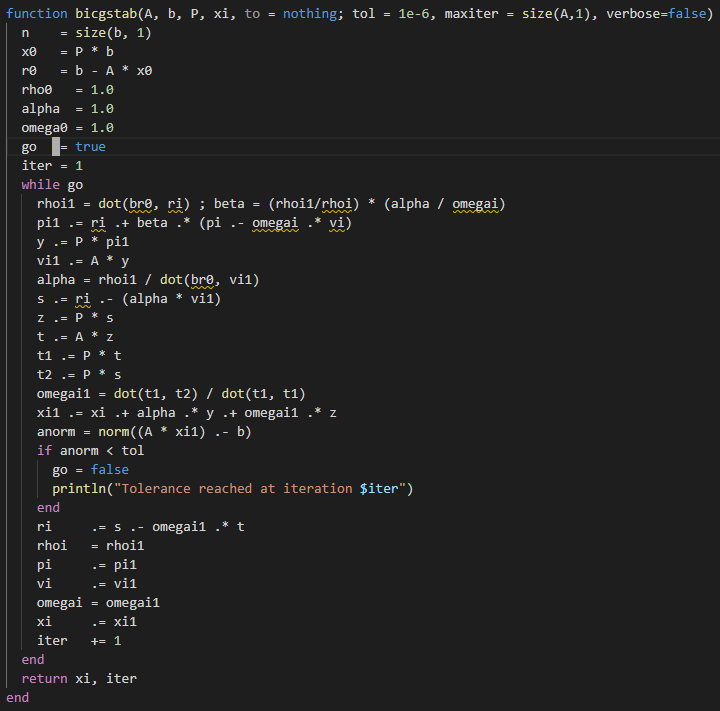 function bicgstab(A, b, P, xi, to = nothing; tol = 1e-6, maxiter = size(A,1), verbose=false)
  n    = size(b, 1)
  x0   = P * b
  r0   = b - A * x0
  rho0   = 1.0
  alpha  = 1.0
  omega0 = 1.0
  go   = true
  iter = 1
  while go
    rhoi1 = dot(br0, ri) ; beta = (rhoi1/rhoi) * (alpha / omegai)
    pi1 .= ri .+ beta .* (pi .- omegai .* vi)
    y .= P * pi1
    vi1 .= A * y
    alpha = rhoi1 / dot(br0, vi1)
    s .= ri .- (alpha * vi1)
    z .= P * s
    t .= A * z
    t1 .= P * t
    t2 .= P * s
    omegai1 = dot(t1, t2) / dot(t1, t1)
    xi1 .= xi .+ alpha .* y .+ omegai1 .* z
    anorm = norm((A * xi1) .- b)
    if anorm < tol
      go = false
      println("Tolerance reached at iteration $iter")
    end
    ri     .= s .- omegai1 .* t
    rhoi   = rhoi1
    pi     .= pi1
    vi     .= vi1
    omegai = omegai1
    xi     .= xi1
    iter   += 1
  end
  return xi, iter
end